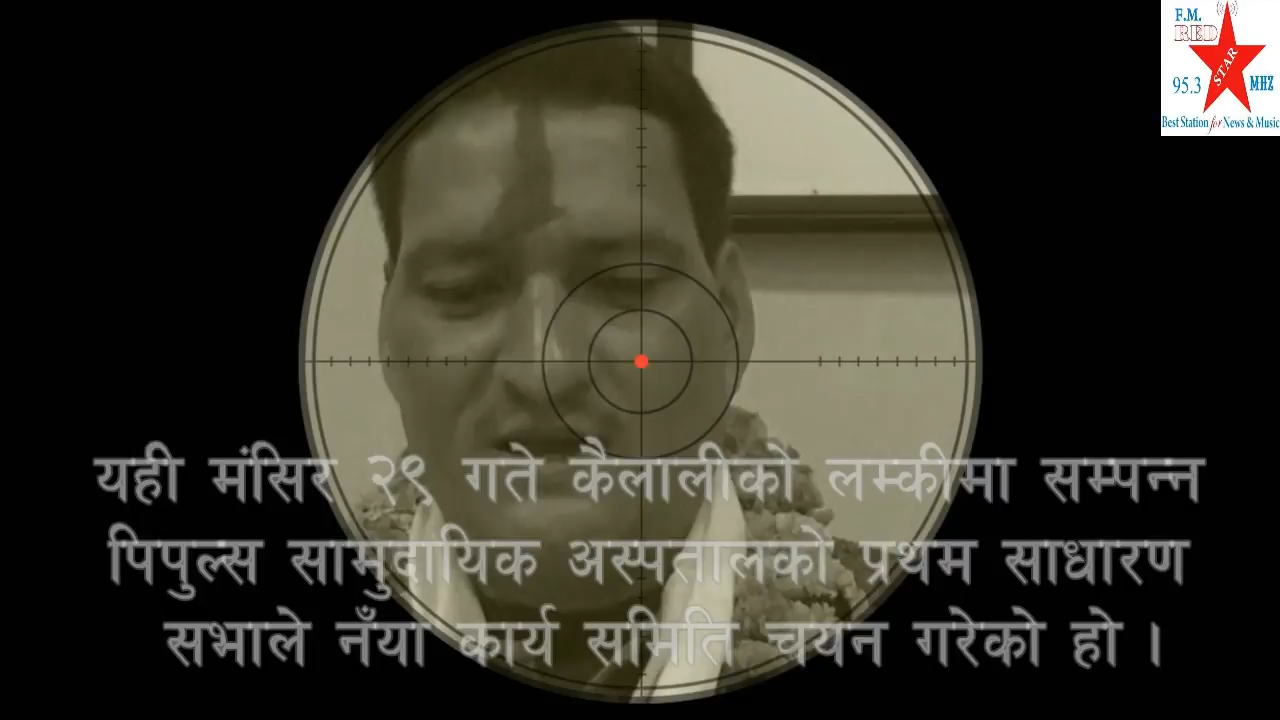 F.M.
RED
STAR
95.3 MHZ
Best Station for News & Music
यही मंसिर २९ गते कैलालीको लम्कीमा सम्पन्न
पिपुल्स सामुदायिक अस्पतालको प्रथम साधारण
सभाले नँया कार्य समिति चयन गरेको हो ।